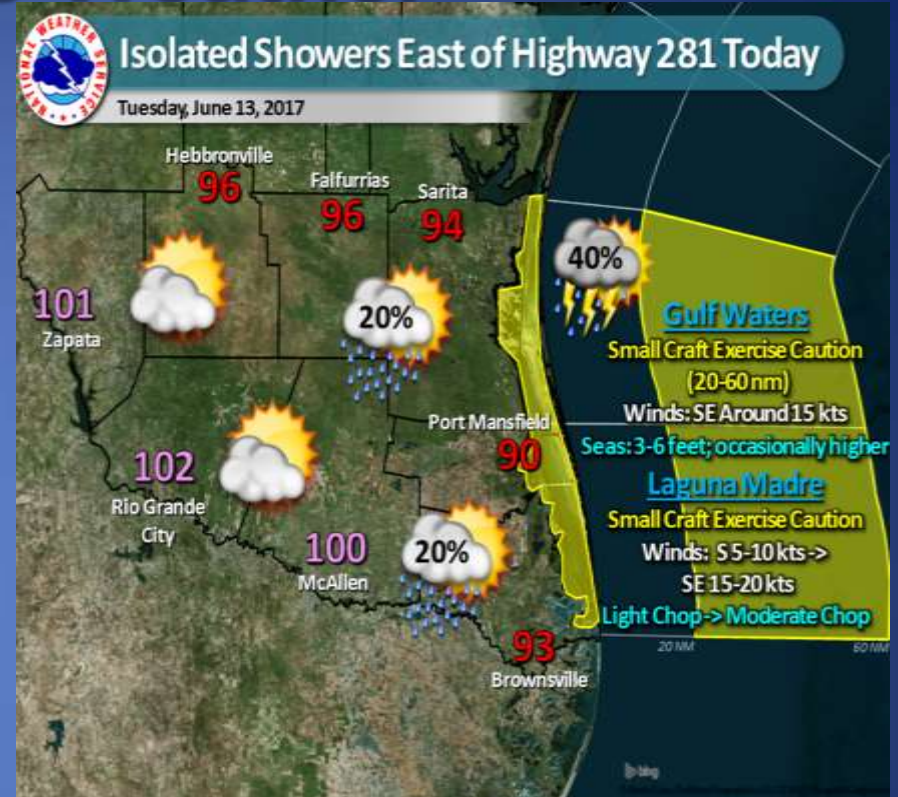 NATIONAL WEATHER SERVICE
Isolated Showers East of Highway 281 Today
Tuesday, June 13, 2017
Hebbronville
96
Falfurrias
96
Sarita
94
40%
101
Zapata
20%
Gulf Waters
Small Craft Exercise Caution
(20-60 nm)
Winds: SE Around 15 kts
Seas: 3-6 feet; occasionally higher
Port Mansfield
90
102
Rio Grande
City
Laguna Madre
Small Craft Exercise Caution
Winds: S 5-10 kts ->
SE 15-20 kts
Light Chop -> Moderate Chop
100
McAllen
20%
93
Brownsville
20 NM
60 NM
bing